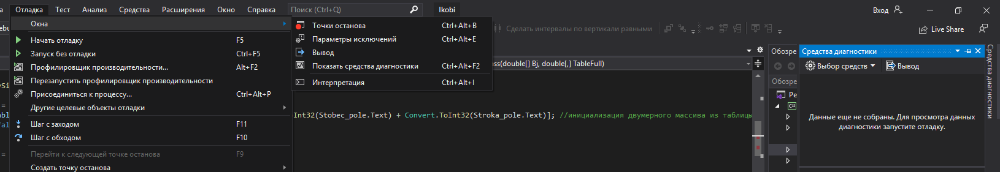 Отладка Тест Анализ Средства Расширения Окно Справка Поиск (Ctrl+Q) Ikobi Вход
Окна
Начать отладку F5
Запуск без отладки Ctrl+F5
Профилировщик производительности... Alt+F2
Перезапустить профилировщик производительности
Присоединиться к процессу... Ctrl+Alt+P
Другие целевые объекты отладки
Шаг с заходом F11
Шаг с обходом F10
Перейти к следующей точке останова F9
Создать точку останова
Точки останова Ctrl+Alt+B
Параметры исключений Ctrl+Alt+E
Вывод
Показать средства диагностики Ctrl+Alt+F2
Интерпретация Ctrl+Alt+I
Сделать интервалы по вертикали равными
Live Share
ss(double[] Bj, double[,] TableFull)
Int32(Stobec_pole.Text) + Convert.ToInt32(Stroka_pole.Text)]; //инициализация двумерного массива из таблицы
Обозре
Обозре
Ре
C#
Средства диагностики
Выбор средств Вывод
Данные еще не собраны. Для просмотра данных
диагностики запустите отладку.
Средства диагностики